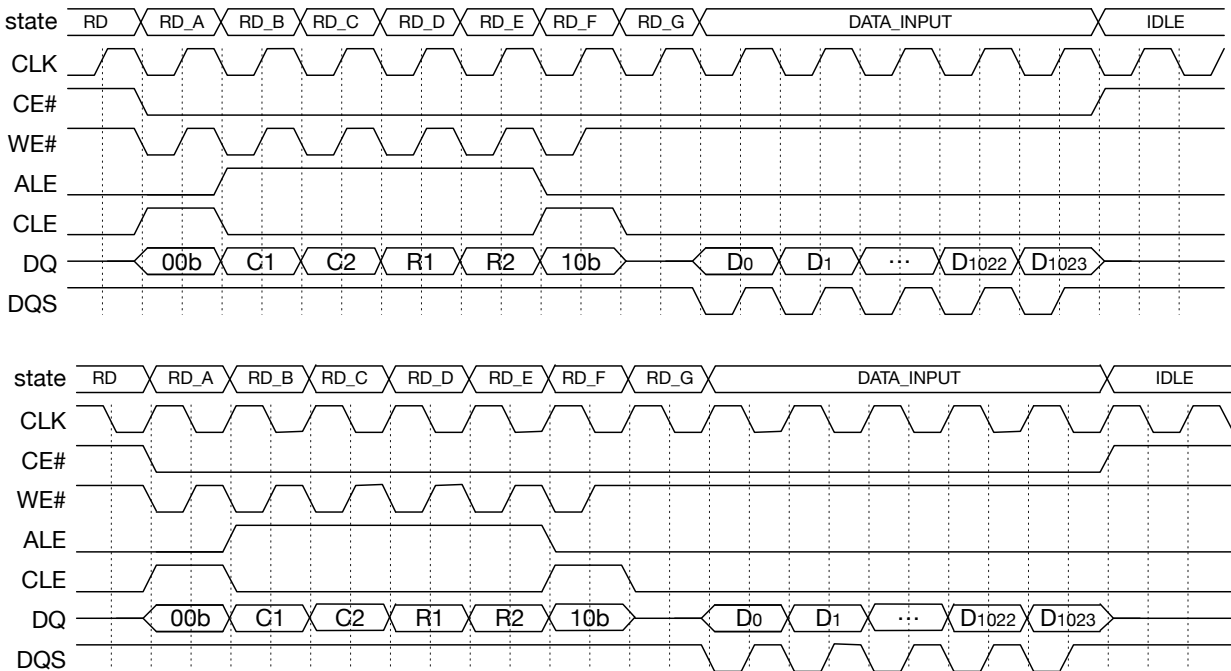 state RD RD_A RD_B RD_C RD_D RD_E RD_F RD_G DATA_INPUT IDLE
CLK
CE#
WE#
ALE
CLE
DQ 00b C1 C2 R1 R2 10b D0 D1 ... D1022 D1023
DQS
state RD RD_A RD_B RD_C RD_D RD_E RD_F RD_G DATA_INPUT IDLE
CLK
CE#
WE#
ALE
CLE
DQ 00b C1 C2 R1 R2 10b D0 D1 ... D1022 D1023
DQS